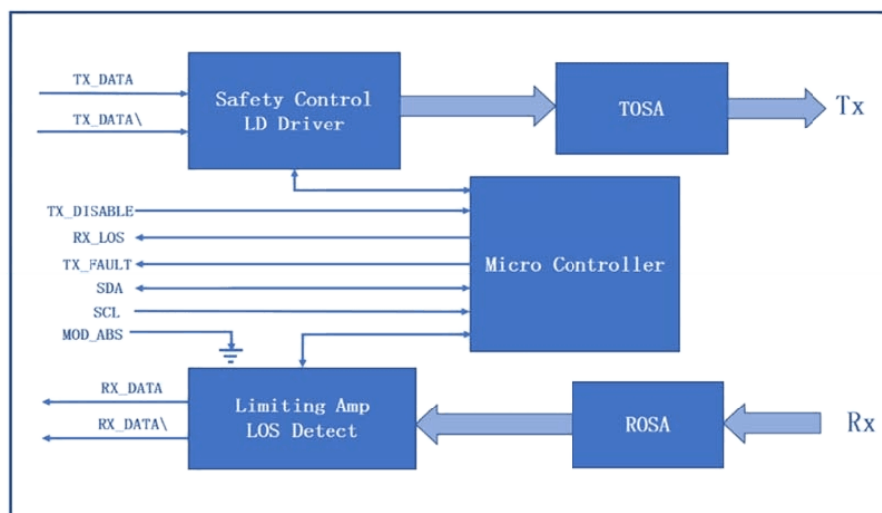 TX_DATA
TX_DATA\
Safety Control
LD Driver
TOSA
Tx
TX_DISABLE
RX_LOS
TX_FAULT
SDA
SCL
MOD_ABS
Micro Controller
RX_DATA
RX_DATA\
Limiting Amp
LOS Detect
ROSA
Rx